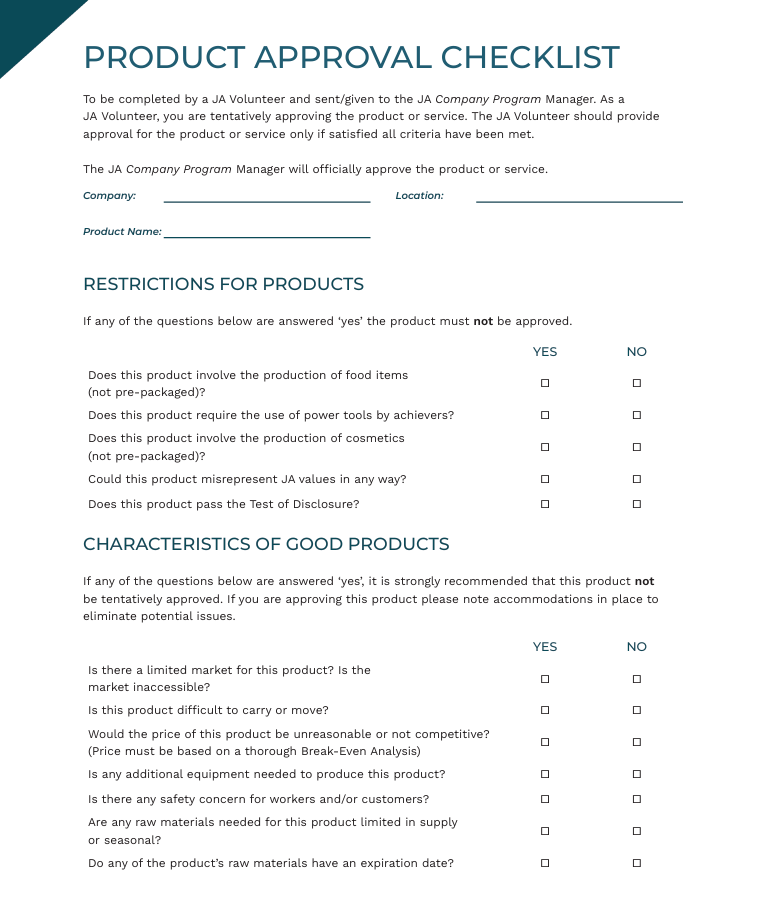 PRODUCT APPROVAL CHECKLIST
To be completed by a JA Volunteer and sent/given to the JA Company Program Manager. As a
JA Volunteer, you are tentatively approving the product or service. The JA Volunteer should provide
approval for the product or service only if satisfied all criteria have been met.
The JA Company Program Manager will officially approve the product or service.
Company: Location:
Product Name:
RESTRICTIONS FOR PRODUCTS
If any of the questions below are answered ‘yes’ the product must not be approved.
YES NO
Does this product involve the production of food items
(not pre-packaged)?
Does this product require the use of power tools by achievers?
Does this product involve the production of cosmetics
(not pre-packaged)?
Could this product misrepresent JA values in any way?
Does this product pass the Test of Disclosure?
CHARACTERISTICS OF GOOD PRODUCTS
If any of the questions below are answered ‘yes’, it is strongly recommended that this product not
be tentatively approved. If you are approving this product please note accommodations in place to
eliminate potential issues.
YES NO
Is there a limited market for this product? Is the
market inaccessible?
Is this product difficult to carry or move?
Would the price of this product be unreasonable or not competitive?
(Price must be based on a thorough Break-Even Analysis)
Is any additional equipment needed to produce this product?
Is there any safety concern for workers and/or customers?
Are any raw materials needed for this product limited in supply
or seasonal?
Do any of the product’s raw materials have an expiration date?